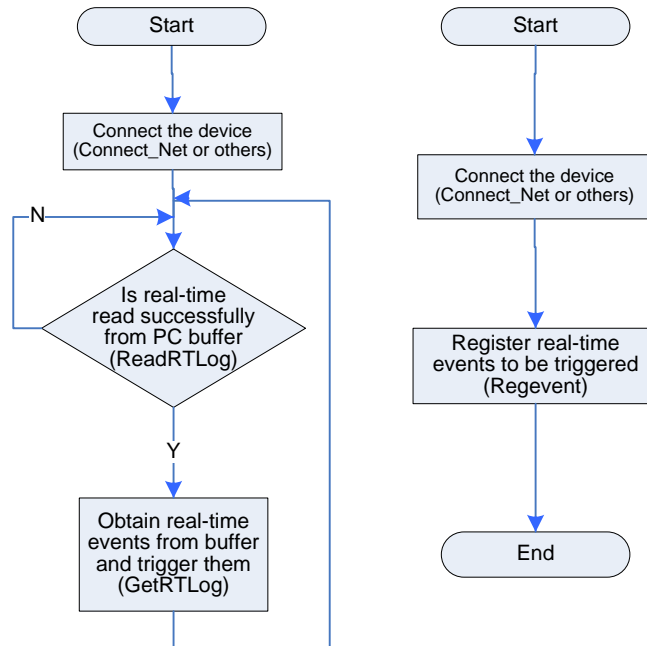 Start
Connect the device
(Connect_Net or others)
N
Is real-time
read successfully
from PC buffer
(ReadRTLog)
Y
Obtain real-time
events from buffer
and trigger them
(GetRTLog)
Start
Connect the device
(Connect_Net or others)
Register real-time
events to be triggered
(Regevent)
End